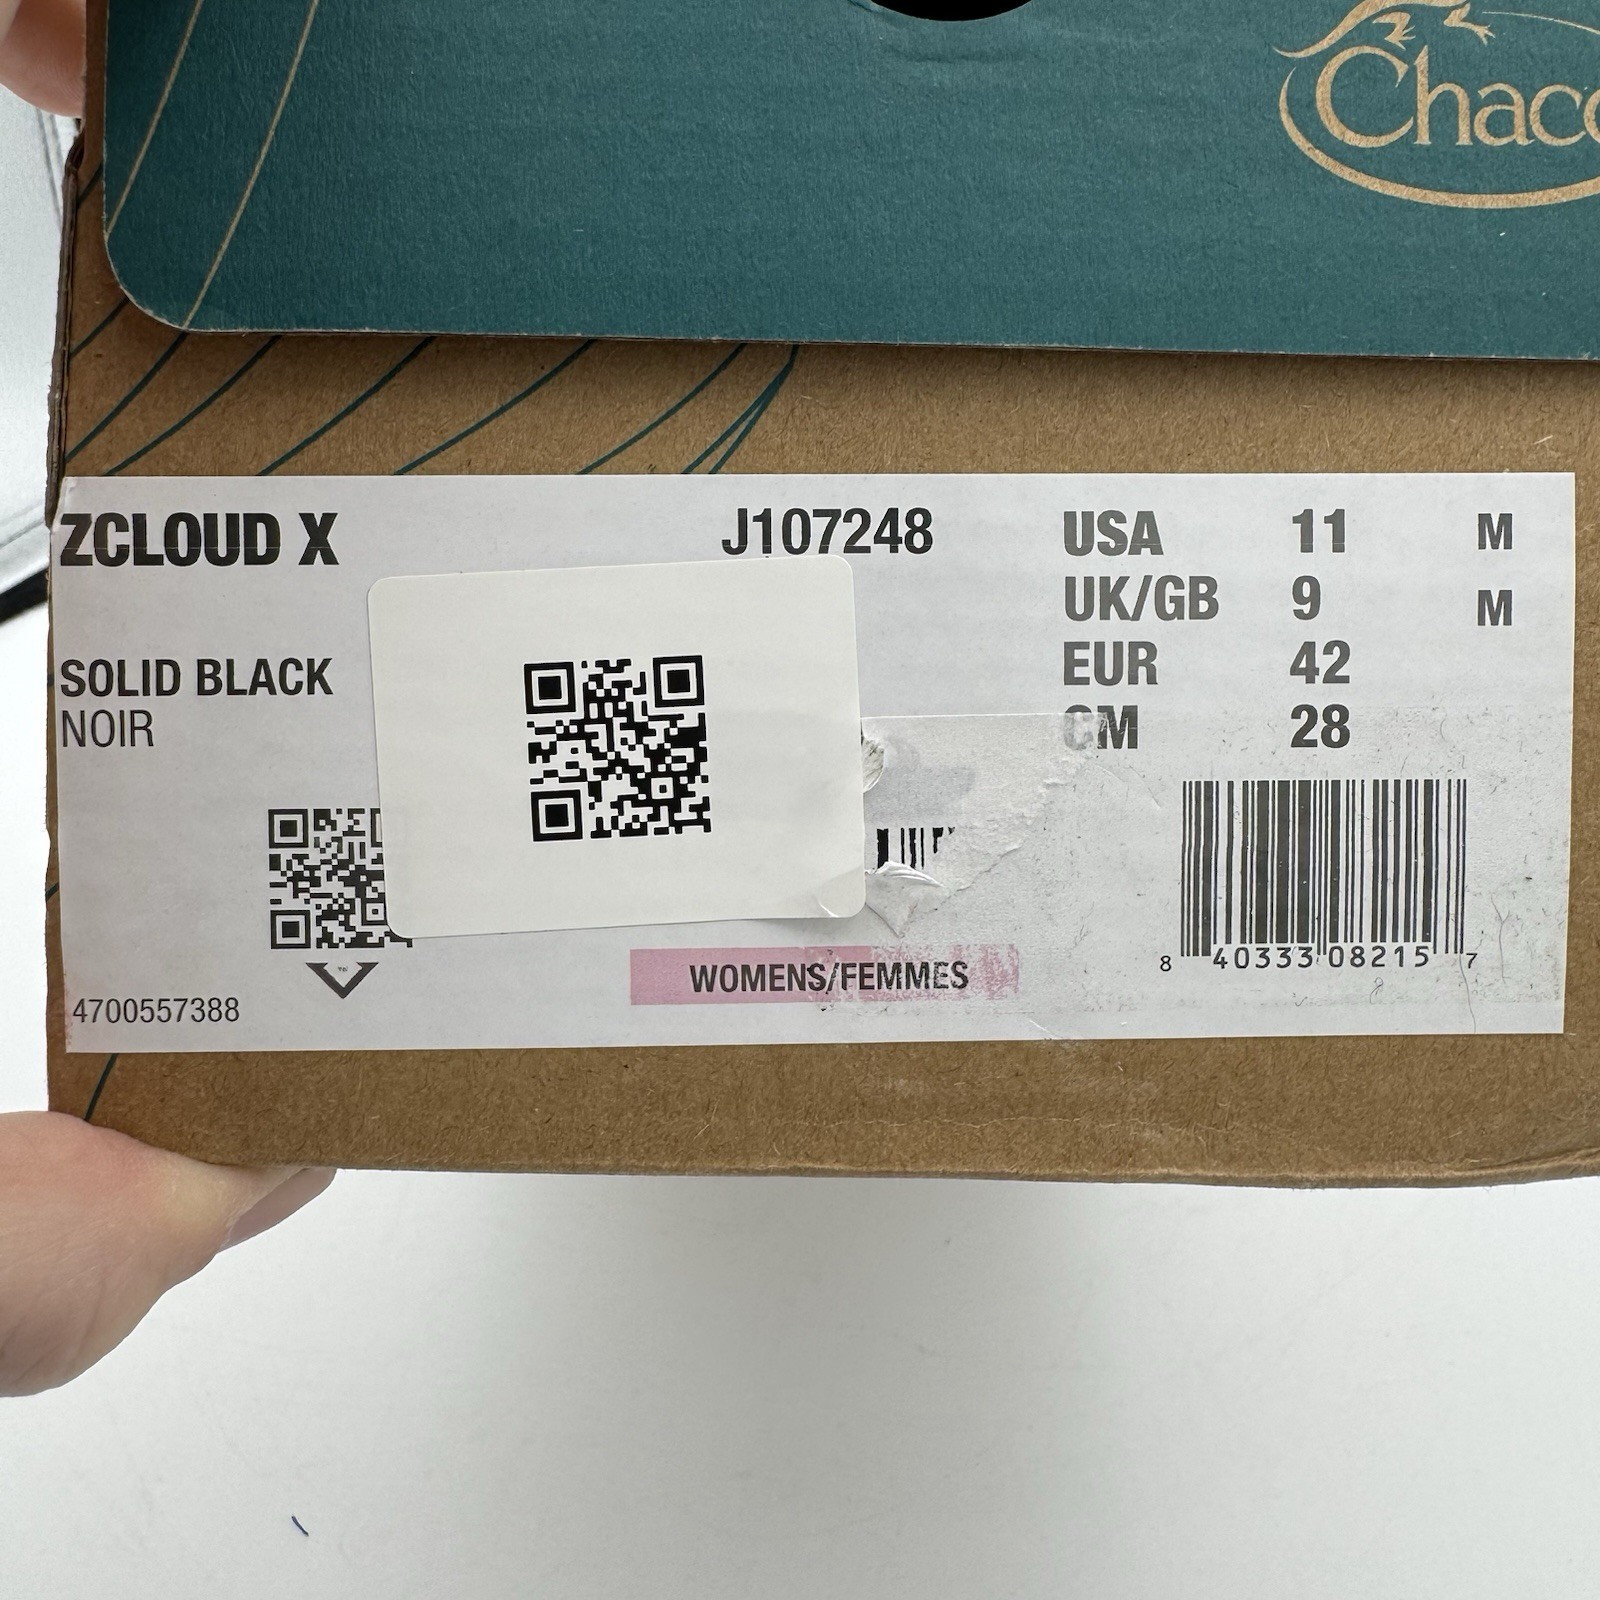 Chaco
ZCLOUD X
J107248
USA 11 M
UK/GB 9 M
EUR 42
CM 28
SOLID BLACK
NOIR
8 40333 08215 7
WOMENS/FEMMES
4700557388